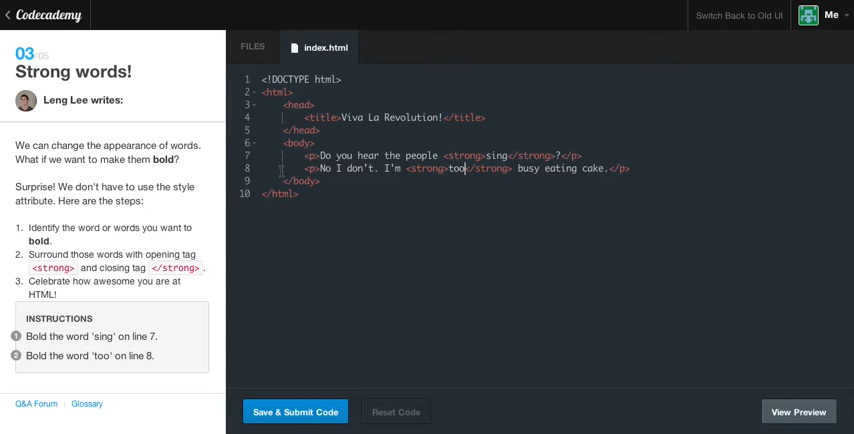 Codecademy
Switch Back to Old UI
Me
03/05
Strong words!
Leng Lee writes:
We can change the appearance of words.
What if we want to make them bold?
Surprise! We don't have to use the style
attribute. Here are the steps:
1. Identify the word or words you want to
bold.
2. Surround those words with opening tag
<strong> and closing tag </strong>.
3. Celebrate how awesome you are at
HTML!
INSTRUCTIONS
1 Bold the word 'sing' on line 7.
2 Bold the word 'too' on line 8.
Q&A Forum | Glossary
FILES
index.html
1 <!DOCTYPE html>
2 <html>
3 <head>
4 <title>Viva La Revolution!</title>
5 </head>
6 <body>
7 <p>Do you hear the people <strong>sing</strong>?</p>
8 <p>No I don't. I'm <strong>too</strong> busy eating cake.</p>
9 </body>
10 </html>
Save & Submit Code
Reset Code
View Preview